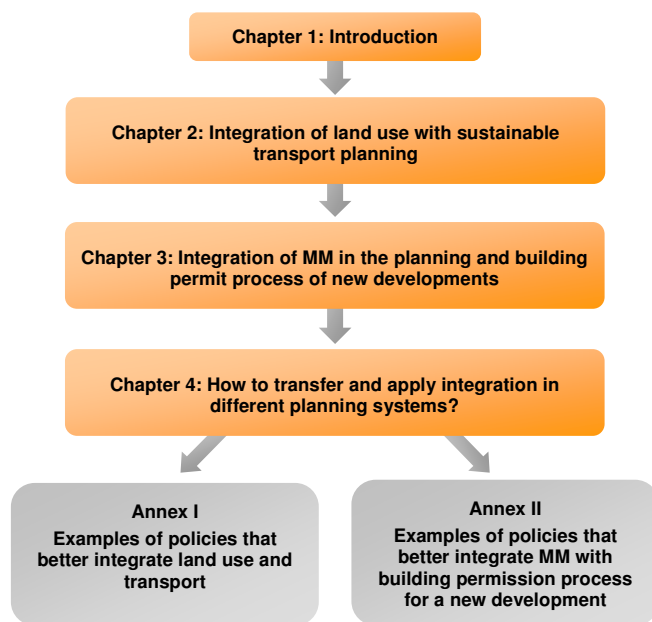 Chapter 1: Introduction
Chapter 2: Integration of land use with sustainable
transport planning
Chapter 3: Integration of MM in the planning and building
permit process of new developments
Chapter 4: How to transfer and apply integration in
different planning systems?
Annex I
Examples of policies that
better integrate land use and
transport
Annex II
Examples of policies that
better integrate MM with
building permission process
for a new development